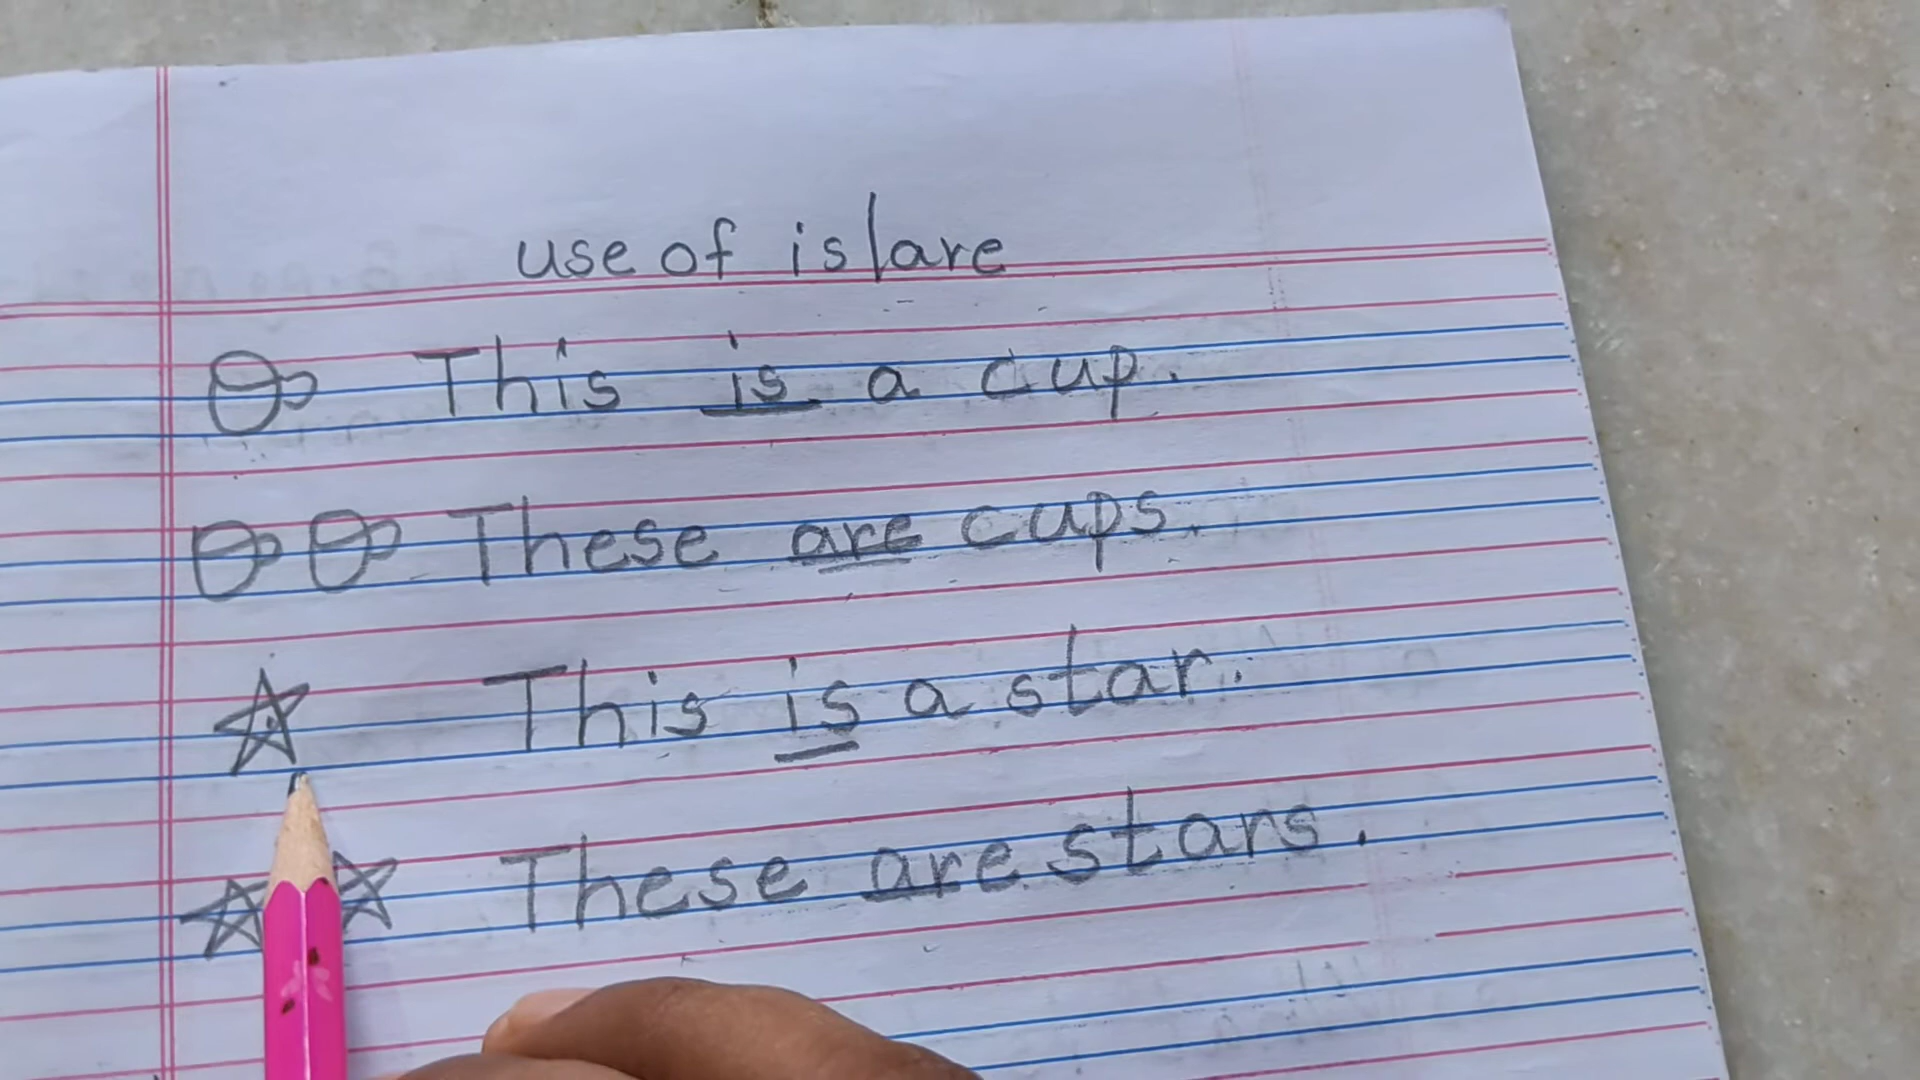 use of is/are
This is a cup.
These are cups.
This is a star.
These are stars.